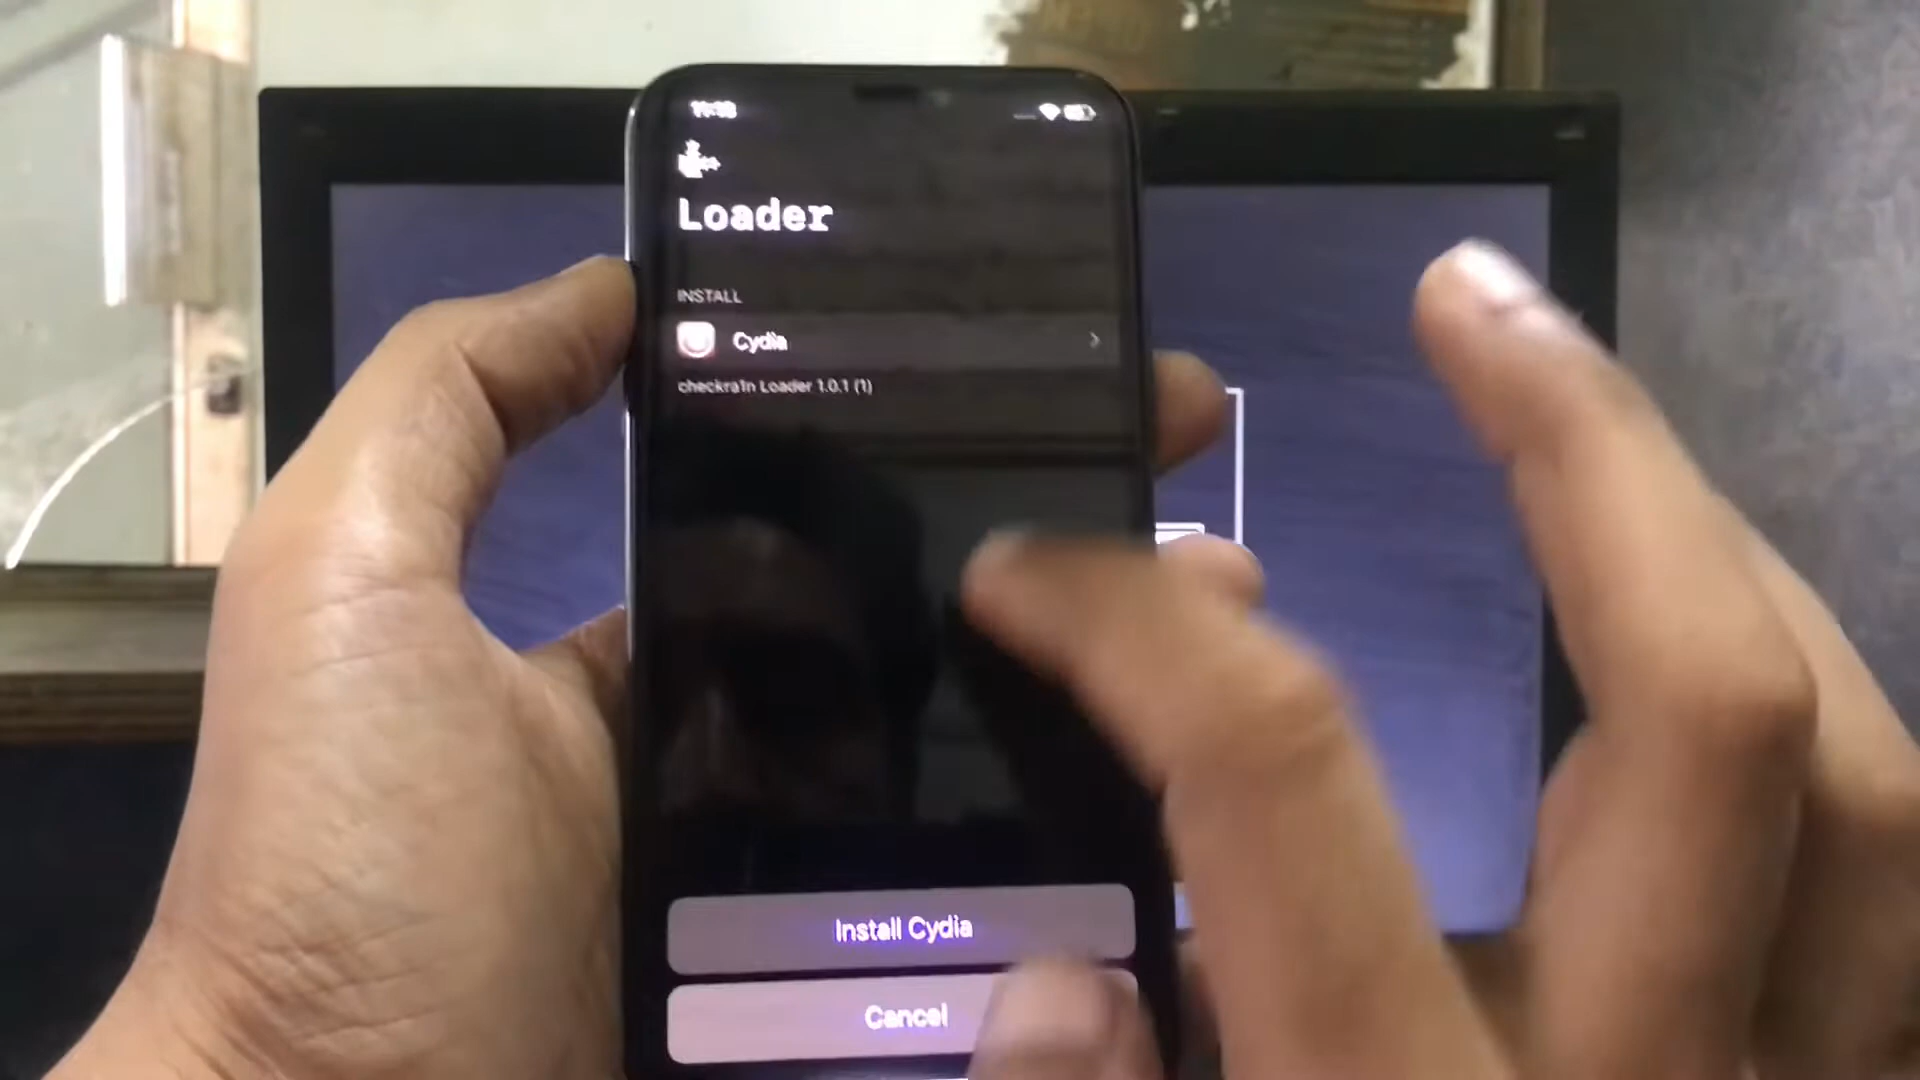 Loader
INSTALL
Cydia
checkra1n Loader 1.0.1 (1)
Install Cydia
Cancel